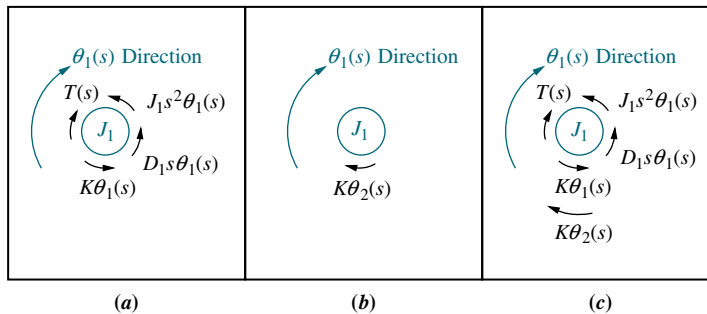 θ₁(s) Direction
T(s)
J₁s²θ₁(s)
J₁
D₁sθ₁(s)
Kθ₁(s)
(a)
θ₁(s) Direction
J₁
Kθ₂(s)
(b)
θ₁(s) Direction
T(s)
J₁s²θ₁(s)
J₁
D₁sθ₁(s)
Kθ₁(s)
Kθ₂(s)
(c)